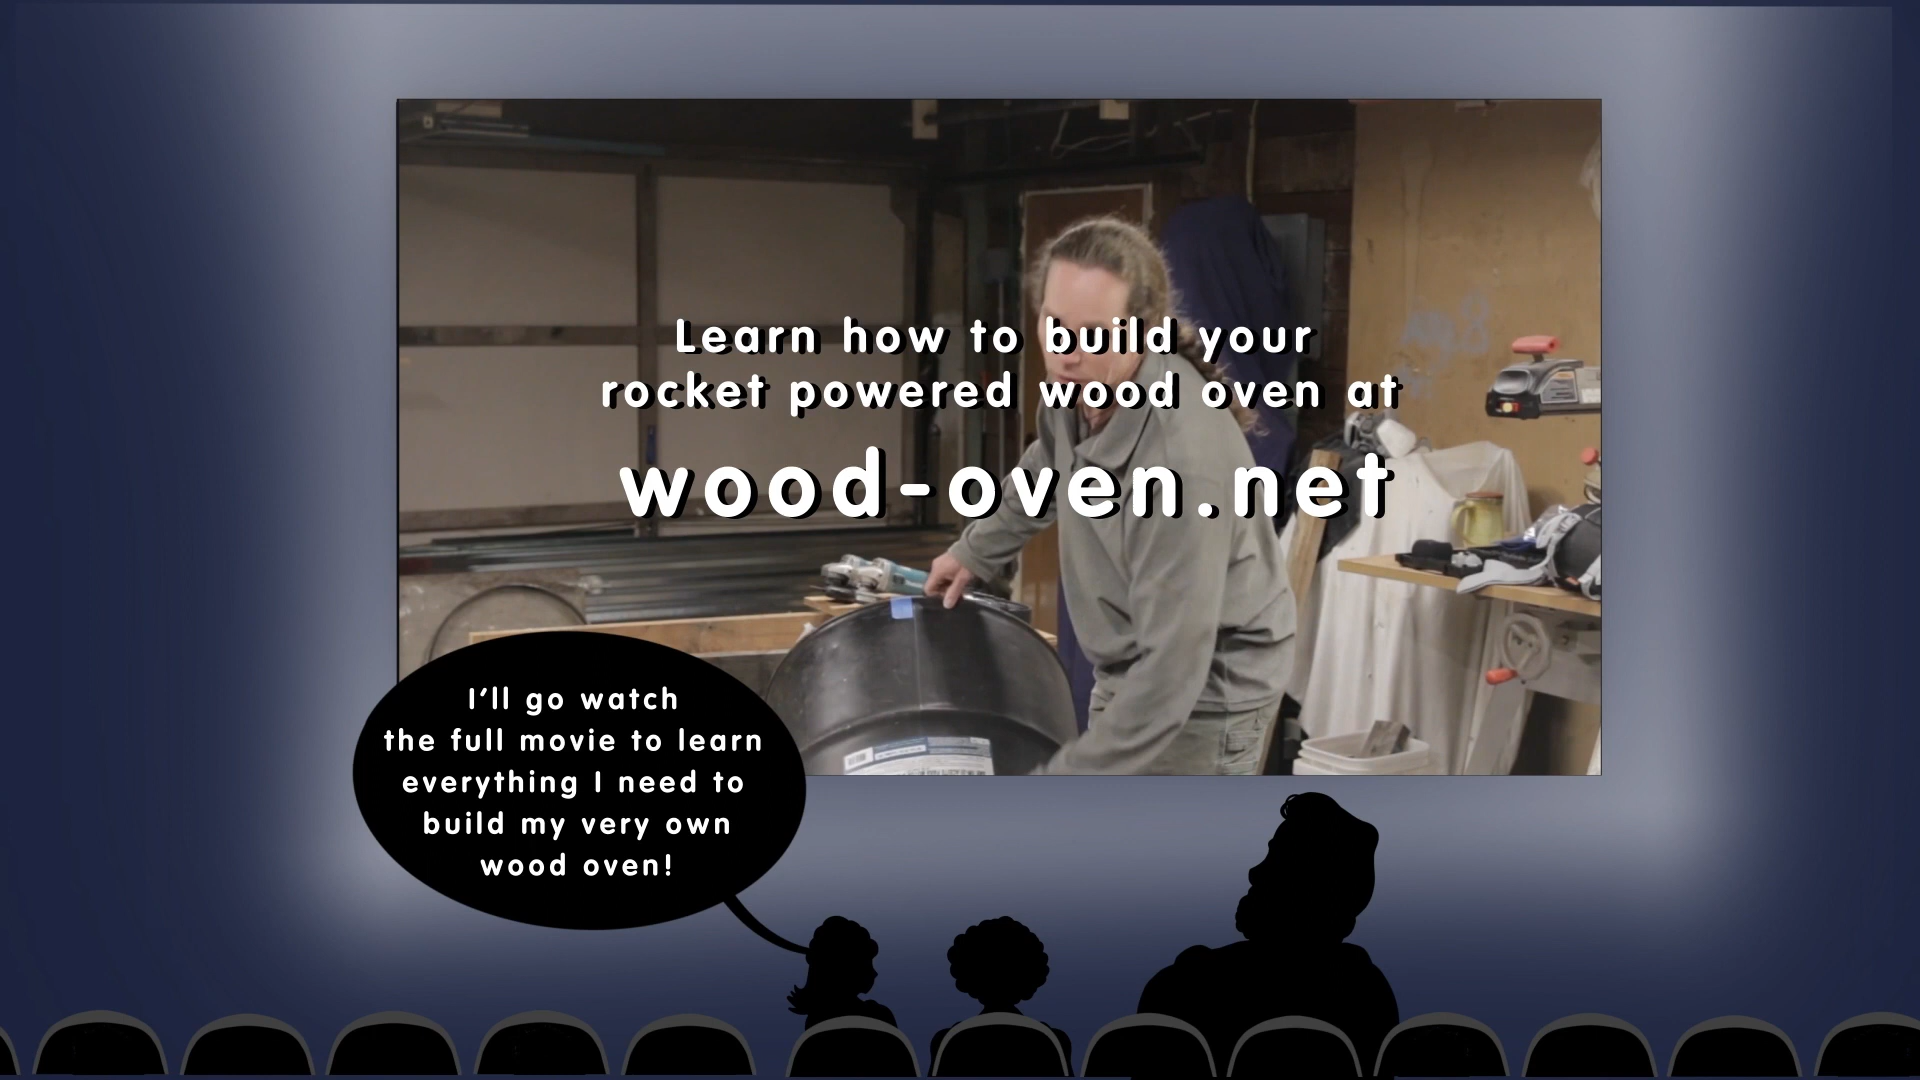 Learn how to build your
rocket powered wood oven at
wood-oven.net
I'll go watch
the full movie to learn
everything I need to
build my very own
wood oven!